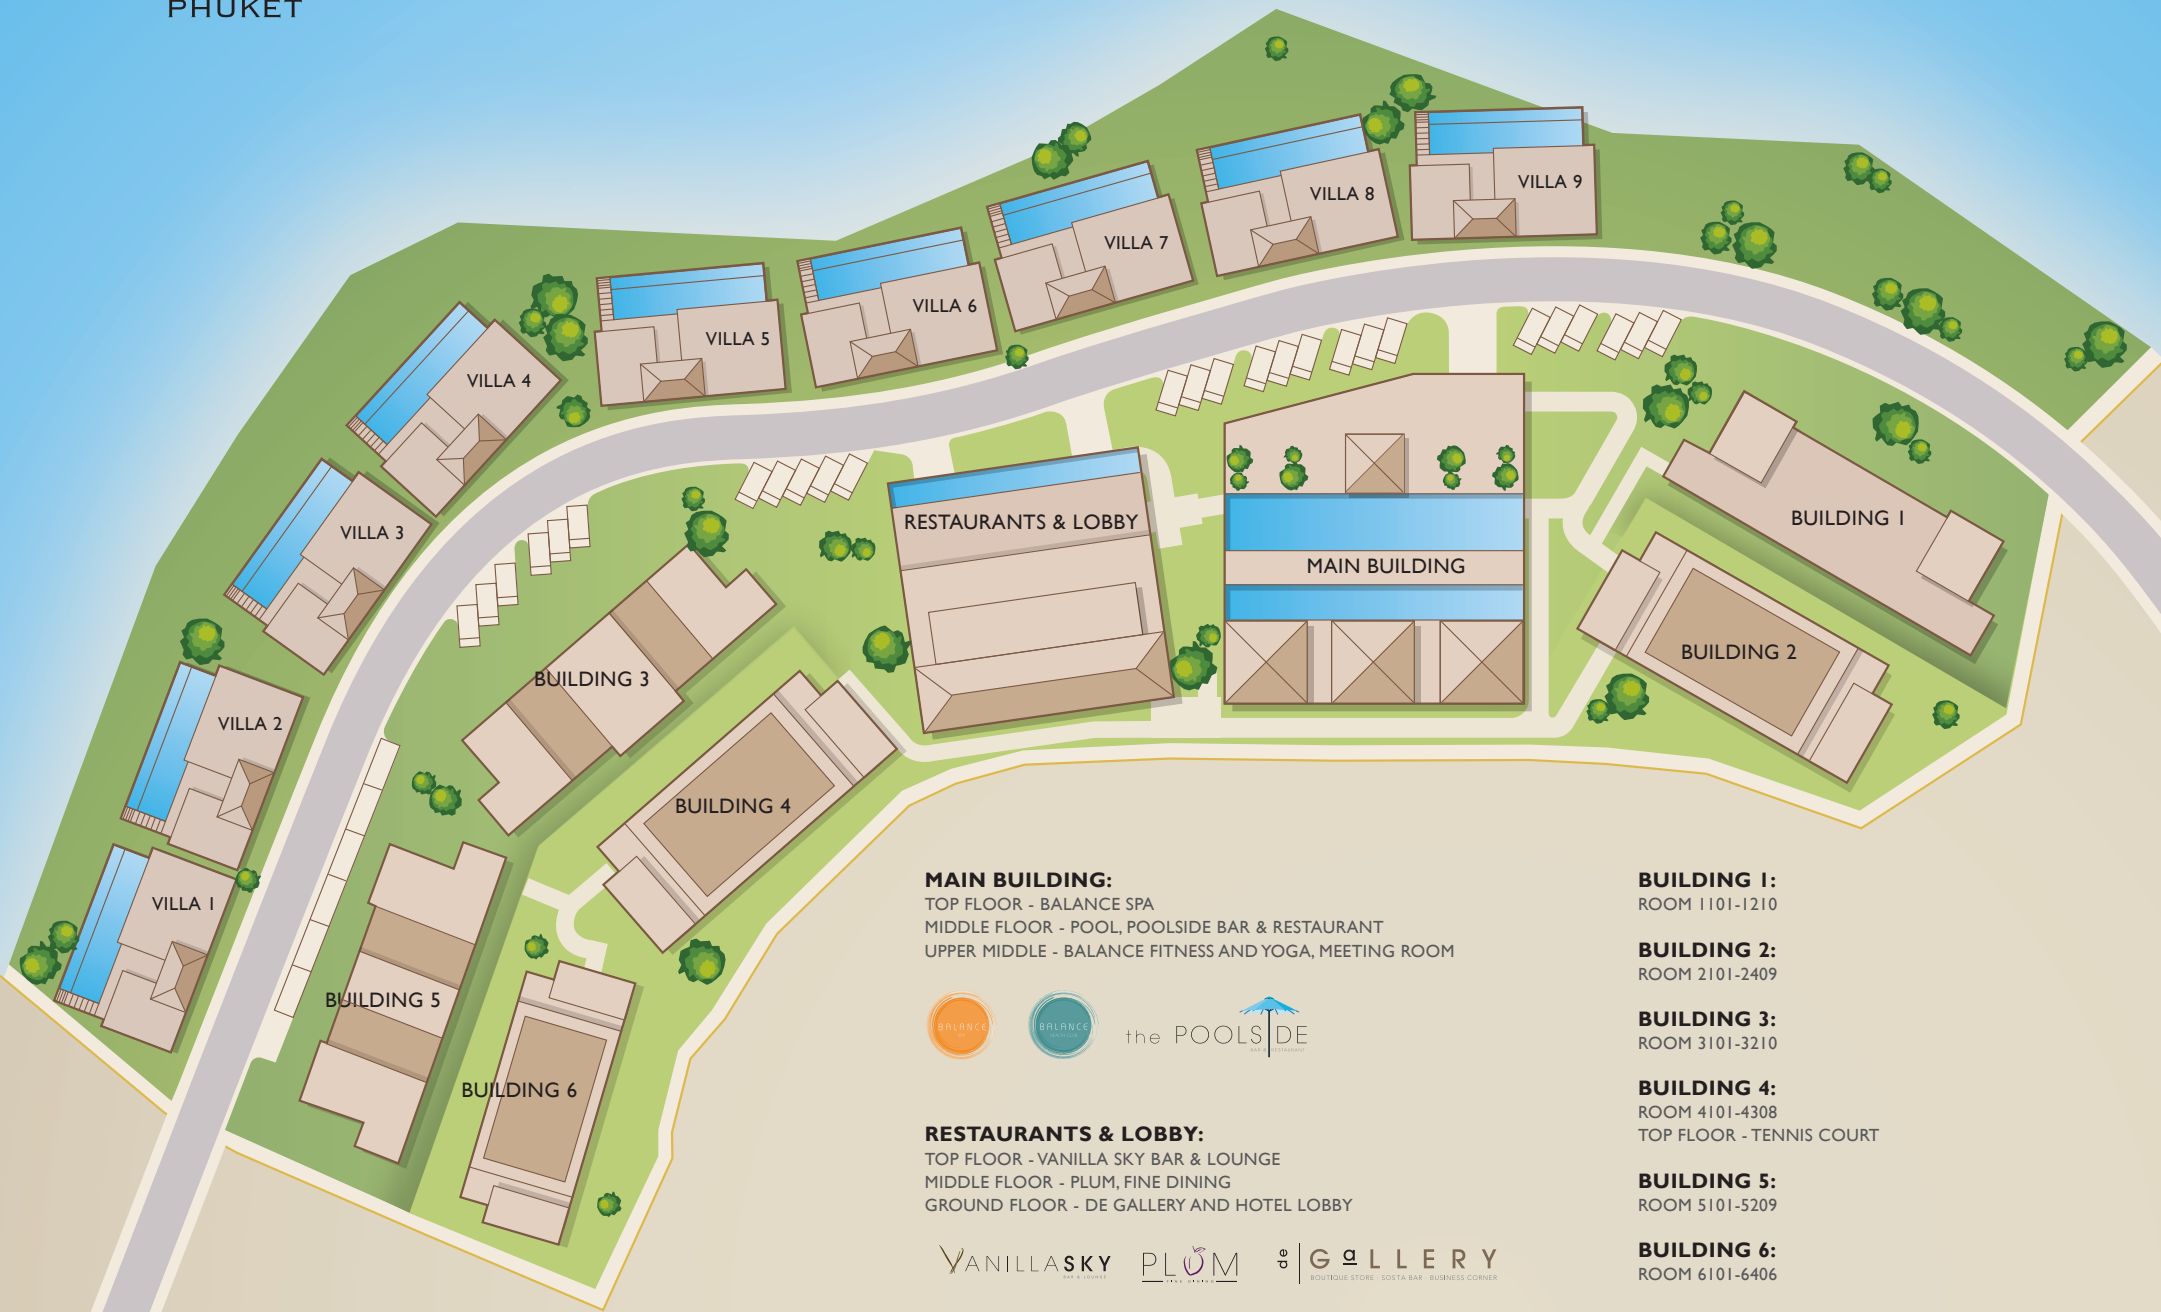 PHUKET
VILLA 9
VILLA 8
VILLA 7
VILLA 6
VILLA 5
VILLA 4
VILLA 3
VILLA 2
VILLA 1
RESTAURANTS & LOBBY
MAIN BUILDING
BUILDING 1
BUILDING 2
BUILDING 3
BUILDING 4
BUILDING 5
BUILDING 6
MAIN BUILDING:
TOP FLOOR - BALANCE SPA
MIDDLE FLOOR - POOL, POOLSIDE BAR & RESTAURANT
UPPER MIDDLE - BALANCE FITNESS AND YOGA, MEETING ROOM
BALANCE
BALANCE
the POOLSIDE
BAR & RESTAURANT
RESTAURANTS & LOBBY:
TOP FLOOR - VANILLA SKY BAR & LOUNGE
MIDDLE FLOOR - PLUM, FINE DINING
GROUND FLOOR - DE GALLERY AND HOTEL LOBBY
VANILLASKY
BAR & LOUNGE
PLUM
FINE DINING
de GaLLERY
BOUTIQUE STORE · SOSTA BAR · BUSINESS CORNER
BUILDING 1:
ROOM 1101-1210
BUILDING 2:
ROOM 2101-2409
BUILDING 3:
ROOM 3101-3210
BUILDING 4:
ROOM 4101-4308
TOP FLOOR - TENNIS COURT
BUILDING 5:
ROOM 5101-5209
BUILDING 6:
ROOM 6101-6406